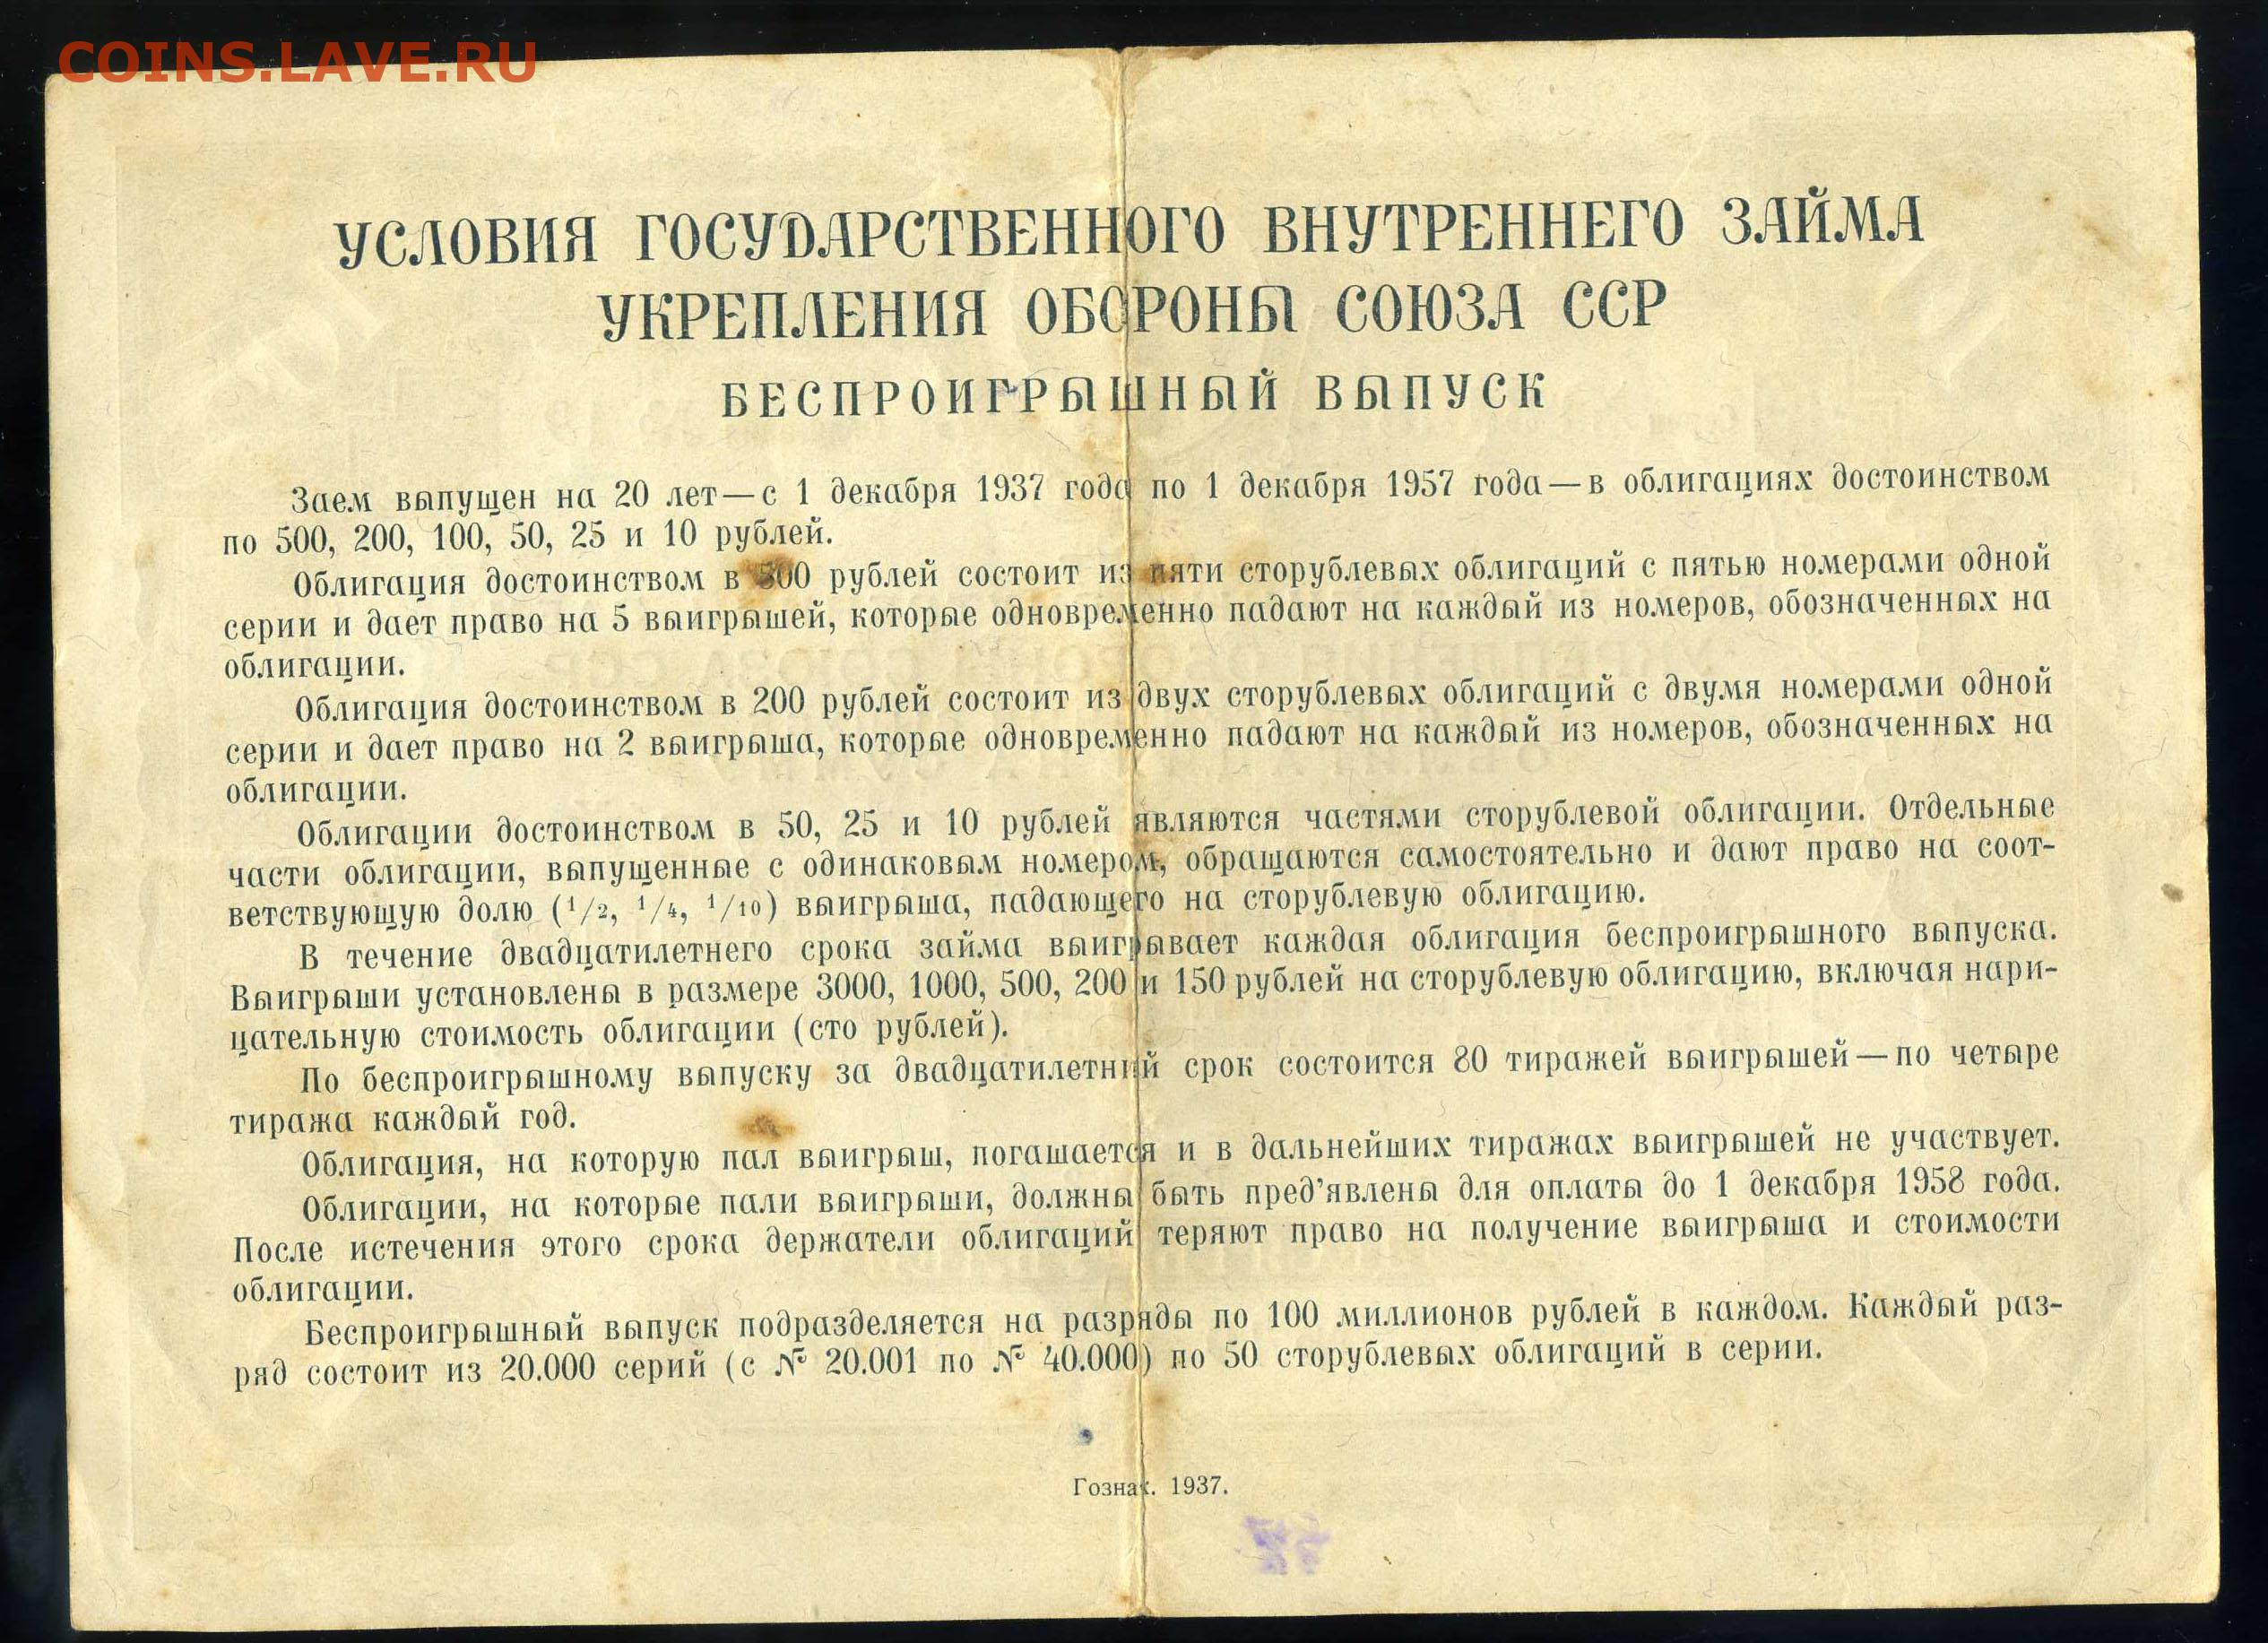 COINS.LAVE.RU
УСЛОВИЯ ГОСУДАРСТВЕННОГО ВНУТРЕННЕГО ЗАЙМА
УКРЕПЛЕНИЯ ОБОРОНЫ СОЮЗА ССР
БЕСПРОИГРЫШНЫЙ ВЫПУСК
Заем выпущен на 20 лет—с 1 декабря 1937 года по 1 декабря 1957 года—в облигациях достоинством
по 500, 200, 100, 50, 25 и 10 рублей.
Облигация достоинством в 500 рублей состоит из пяти сторублевых облигаций с пятью номерами одной
серии и дает право на 5 выигрышей, которые одновременно падают на каждый из номеров, обозначенных на
облигации.
Облигация достоинством в 200 рублей состоит из двух сторублевых облигаций с двумя номерами одной
серии и дает право на 2 выигрыша, которые одновременно падают на каждый из номеров, обозначенных на
облигации.
Облигации достоинством в 50, 25 и 10 рублей являются частями сторублевой облигации. Отдельные
части облигации, выпущенные с одинаковым номером, обращаются самостоятельно и дают право на соот-
ветствующую долю (1/2, 1/4, 1/10) выигрыша, падающего на сторублевую облигацию.
В течение двадцатилетнего срока займа выигрывает каждая облигация беспроигрышного выпуска.
Выигрыши установлены в размере 3000, 1000, 500, 200 и 150 рублей на сторублевую облигацию, включая нари-
цательную стоимость облигации (сто рублей).
По беспроигрышному выпуску за двадцатилетний срок состоится 80 тиражей выигрышей—по четыре
тиража каждый год.
Облигация, на которую пал выигрыш, погашается и в дальнейших тиражах выигрышей не участвует.
Облигации, на которые пали выигрыши, должны быть пред'явлены для оплаты до 1 декабря 1958 года.
После истечения этого срока держатели облигаций теряют право на получение выигрыша и стоимости
облигации.
Беспроигрышный выпуск подразделяется на разряды по 100 миллионов рублей в каждом. Каждый раз-
ряд состоит из 20.000 серий (с № 20.001 по № 40.000) по 50 сторублевых облигаций в серии.
Гознак. 1937.